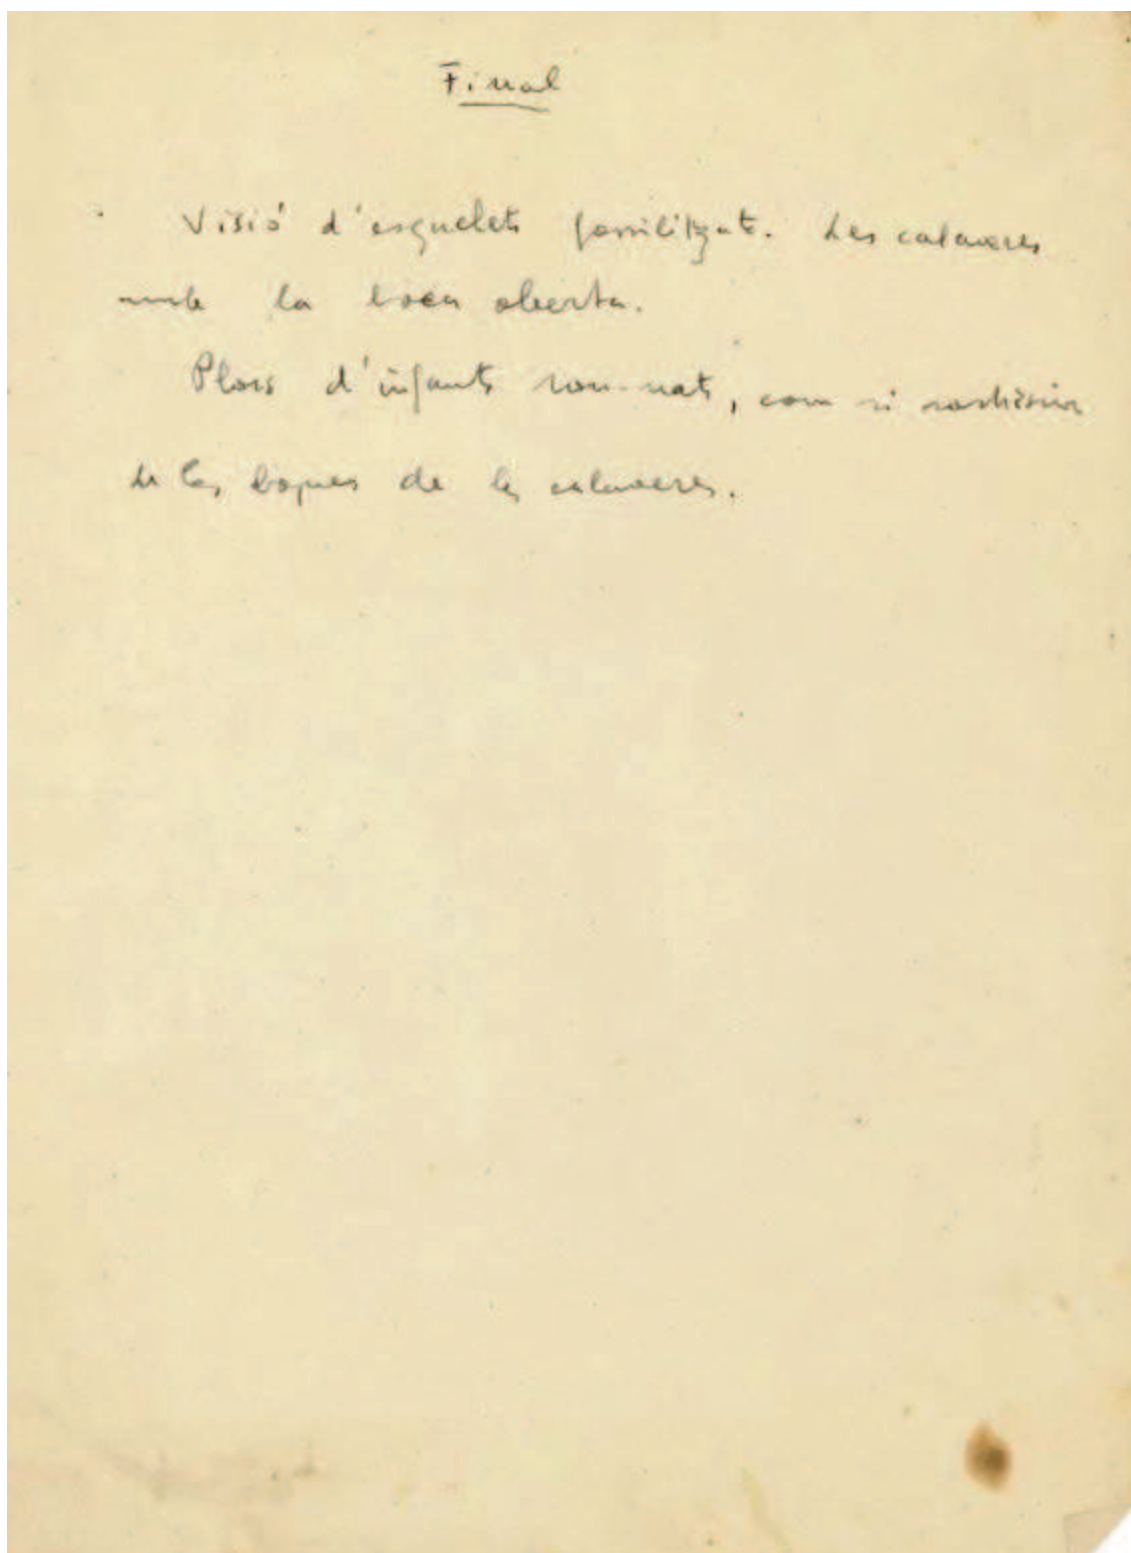 Final
Visió d'esquelets fossilitzats. Les calaveres
amb la boca oberta.
Plors d'infants nou-nats, com si sortissin
de les boques de les calaveres.